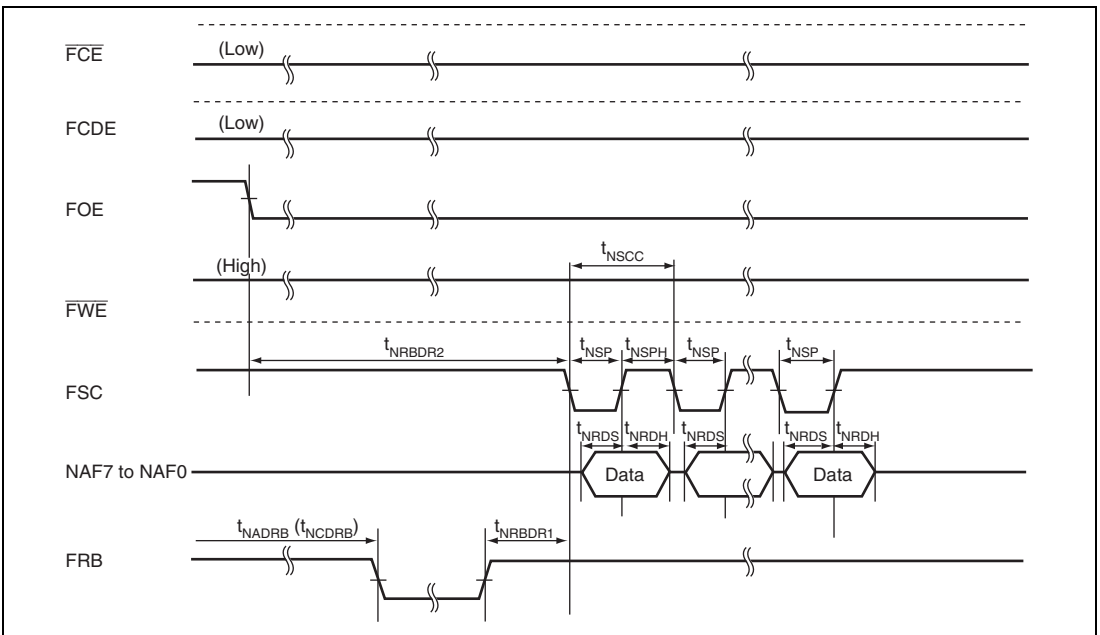 FCE (Low)
FCDE (Low)
FOE
tNSCC
(High)
FWE
tNRBDR2 tNSP tNSPH tNSP tNSP
FSC
tNRDS tNRDH tNRDS tNRDS tNRDH
NAF7 to NAF0 Data Data
tNADRB (tNCDRB) tNRBDR1
FRB